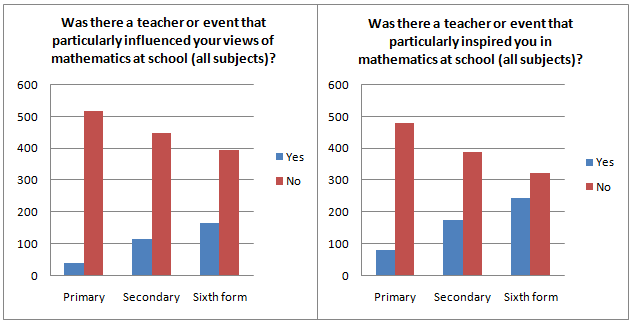 Was there a teacher or event that
particularly influenced your views of
mathematics at school (all subjects)?
600
500
400
300
200
100
0
Primary Secondary Sixth form
Yes
No
Was there a teacher or event that
particularly inspired you in
mathematics at school (all subjects)?
600
500
400
300
200
100
0
Primary Secondary Sixth form
Yes
No